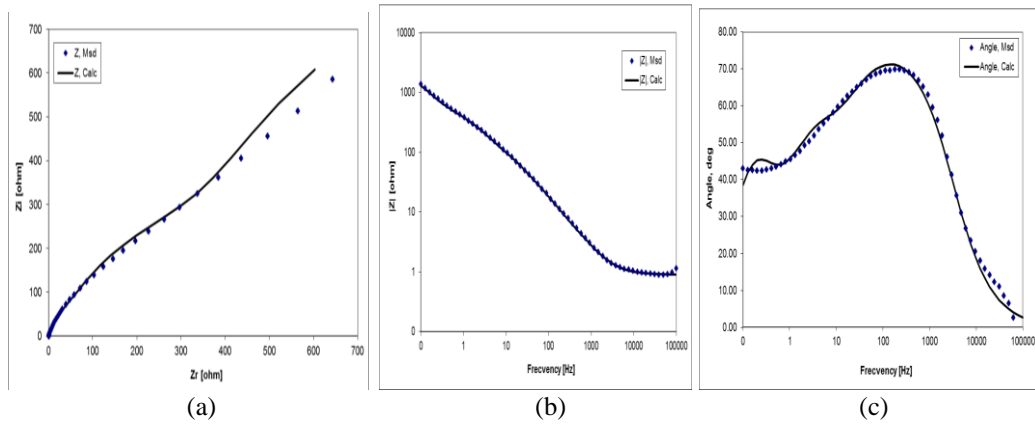 700
600
500
400
300
200
100
0
Z, Msd
Z, Calc
Zi [ohm]
0 100 200 300 400 500 600 700
Zr [ohm]
(a)
10000
1000
100
10
1
0
|Z|, Msd
|Z|, Calc
|Z| [ohm]
0 1 10 100 1000 10000 100000
Frecvency [Hz]
(b)
80.00
70.00
60.00
50.00
40.00
30.00
20.00
10.00
0.00
Angle, Msd
Angle, Calc
Angle, deg
0 1 10 100 1000 10000 100000
Frecvency [Hz]
(c)